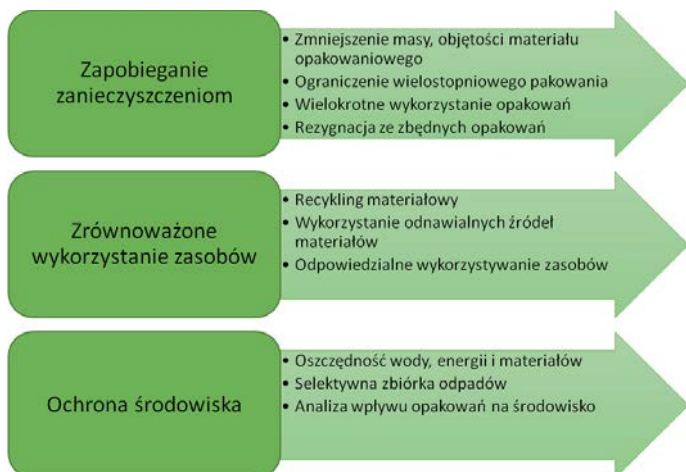 Zapobieganie
zanieczyszczeniom
• Zmniejszenie masy, objętości materiału
opakowaniowego
• Ograniczenie wielostopniowego pakowania
• Wielokrotne wykorzystanie opakowań
• Rezygnacja ze zbędnych opakowań
Zrównoważone
wykorzystanie zasobów
• Recykling materiałowy
• Wykorzystanie odnawialnych źródeł
materiałów
• Odpowiedzialne wykorzystywanie zasobów
Ochrona środowiska
• Oszczędność wody, energii i materiałów
• Selektywna zbiórka odpadów
• Analiza wpływu opakowań na środowisko